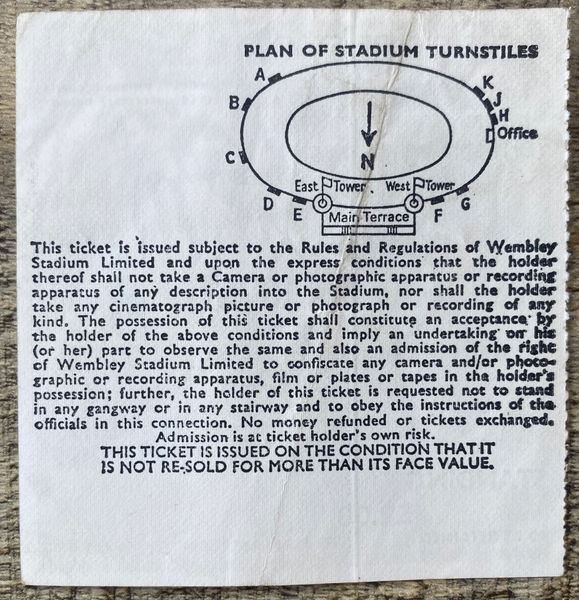 PLAN OF STADIUM TURNSTILES
A
K
B
J
H
Office
N
C
East Tower
West Tower
D
E
Main Terrace
F
G
This ticket is issued subject to the Rules and Regulations of Wembley
Stadium Limited and upon the express conditions that the holder
thereof shall not take a Camera or photographic apparatus or recording
apparatus of any description into the Stadium, nor shall the holder
take any cinematograph picture or photograph or recording of any
kind. The possession of this ticket shall constitute an acceptance by
the holder of the above conditions and imply an undertaking on his
(or her) part to observe the same and also an admission of the right
of Wembley Stadium Limited to confiscate any camera and/or photo-
graphic or recording apparatus, film or plates or tapes in the holder's
possession; further, the holder of this ticket is requested not to stand
in any gangway or in any stairway and to obey the instructions of the
officials in this connection. No money refunded or tickets exchanged.
Admission is at ticket holder's own risk.
THIS TICKET IS ISSUED ON THE CONDITION THAT IT
IS NOT RE-SOLD FOR MORE THAN ITS FACE VALUE.